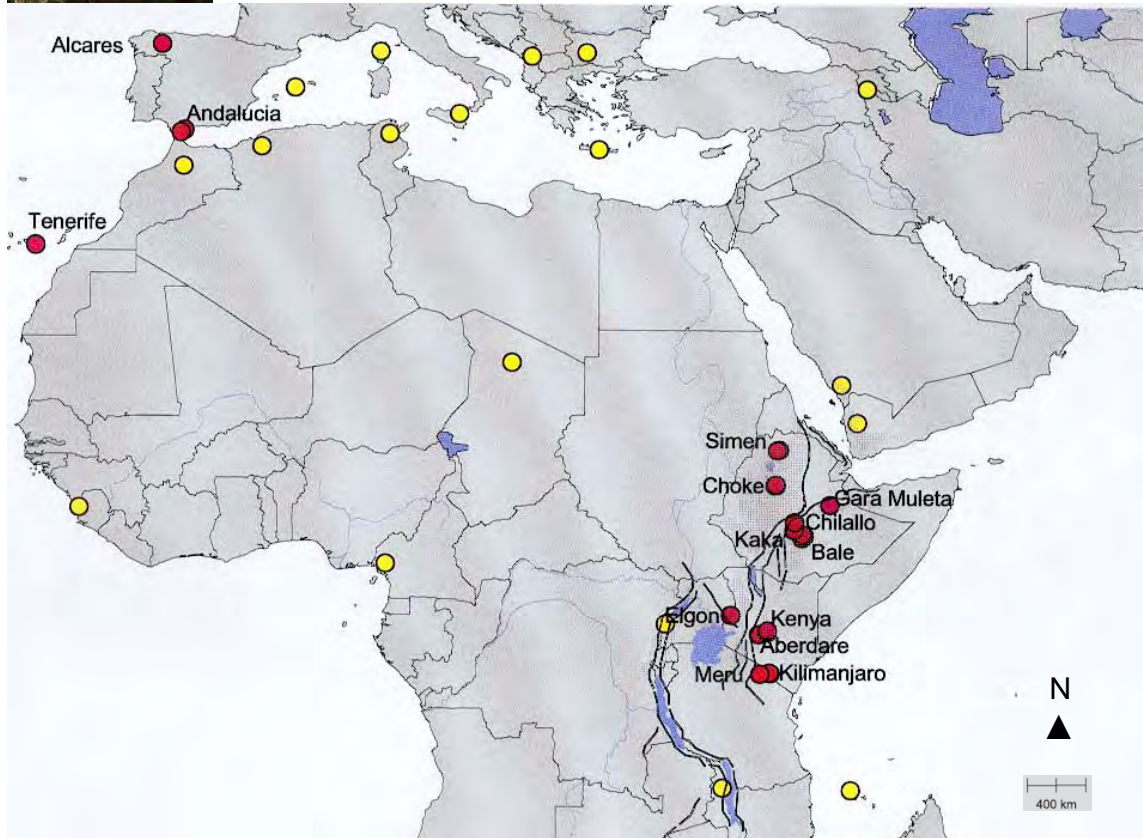 Alcares
Andalucia
Tenerife
Simen
Choke
Gara Muleta
Chilallo
Kaka
Bale
Elgon
Kenya
Aberdare
Meru
Kilimanjaro
N
400 km